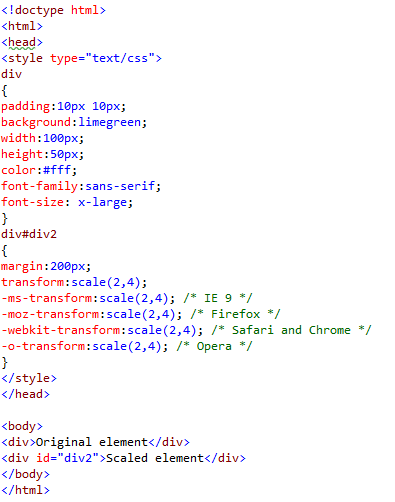 <!doctype html>
<html>
<head>
<style type="text/css">
div
{
padding:10px 10px;
background:limegreen;
width:100px;
height:50px;
color:#fff;
font-family:sans-serif;
font-size: x-large;
}
div#div2
{
margin:200px;
transform:scale(2,4);
-ms-transform:scale(2,4); /* IE 9 */
-moz-transform:scale(2,4); /* Firefox */
-webkit-transform:scale(2,4); /* Safari and Chrome */
-o-transform:scale(2,4); /* Opera */
}
</style>
</head>

<body>
<div>Original element</div>
<div id="div2">Scaled element</div>
</body>
</html>